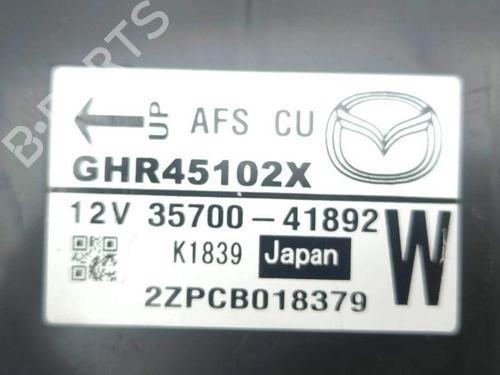 B-PARTS
UP AFS CU
GHR45102X
12V 35700-41892
K1839 Japan W
2ZPCB018379